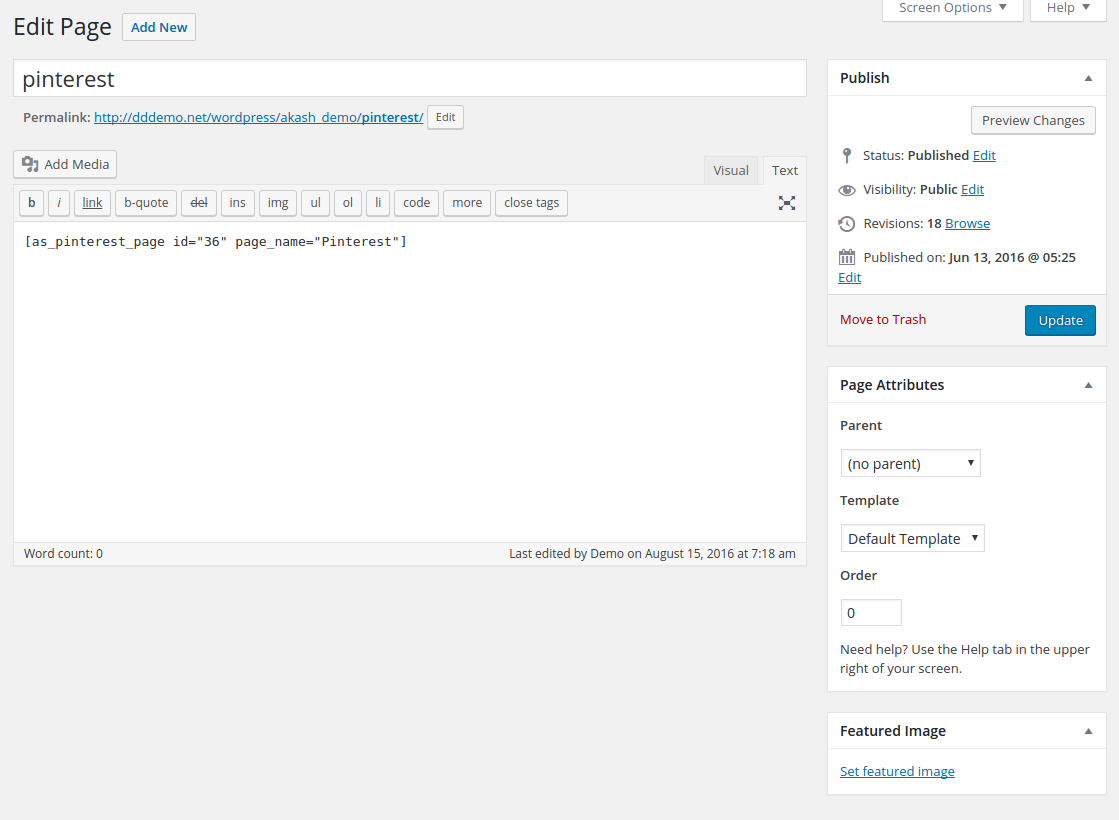 Screen Options ▼
Help ▼
Edit Page Add New
pinterest
Permalink: http://dddemo.net/wordpress/akash_demo/pinterest/ Edit
Add Media
Visual Text
b i link b-quote del ins img ul ol li code more close tags
[as_pinterest_page id="36" page_name="Pinterest"]
Word count: 0
Last edited by Demo on August 15, 2016 at 7:18 am
Publish
Preview Changes
Status: Published Edit
Visibility: Public Edit
Revisions: 18 Browse
Published on: Jun 13, 2016 @ 05:25
Edit
Move to Trash
Update
Page Attributes
Parent
(no parent)
Template
Default Template
Order
0
Need help? Use the Help tab in the upper
right of your screen.
Featured Image
Set featured image